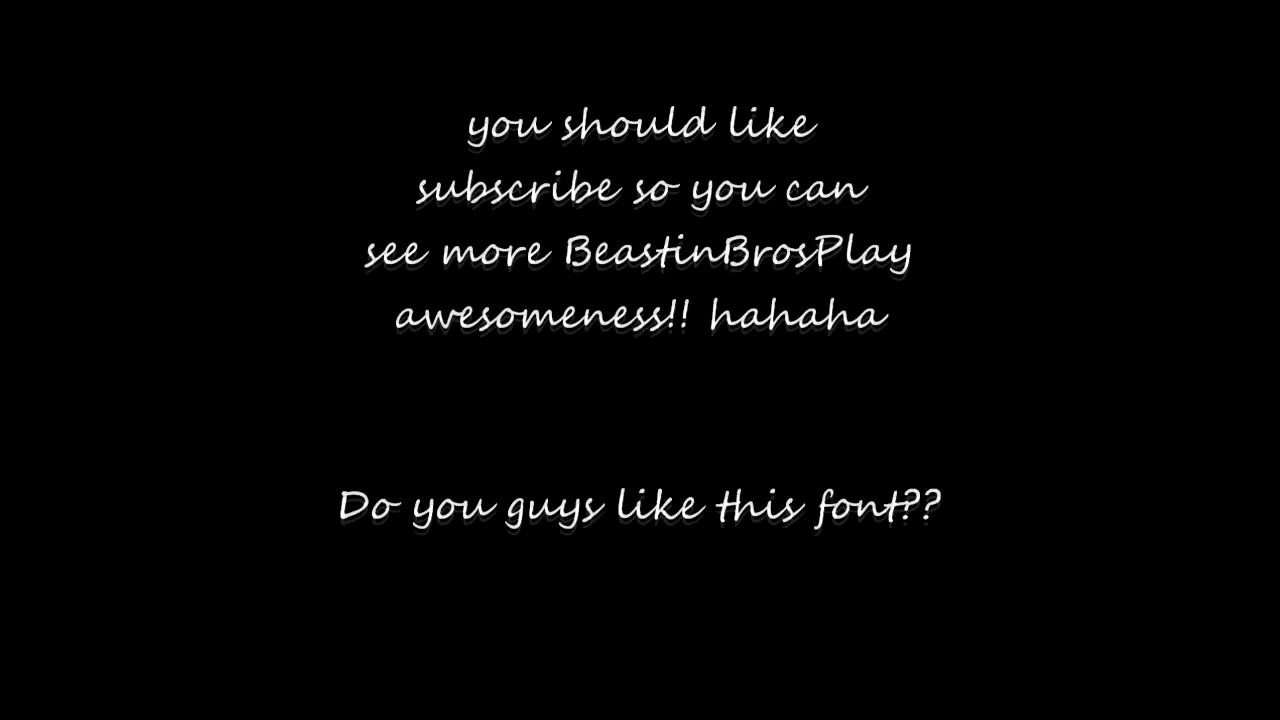 you should like
subscribe so you can
see more BeastinBrosPlay
awesomeness!! hahaha
Do you guys like this font??